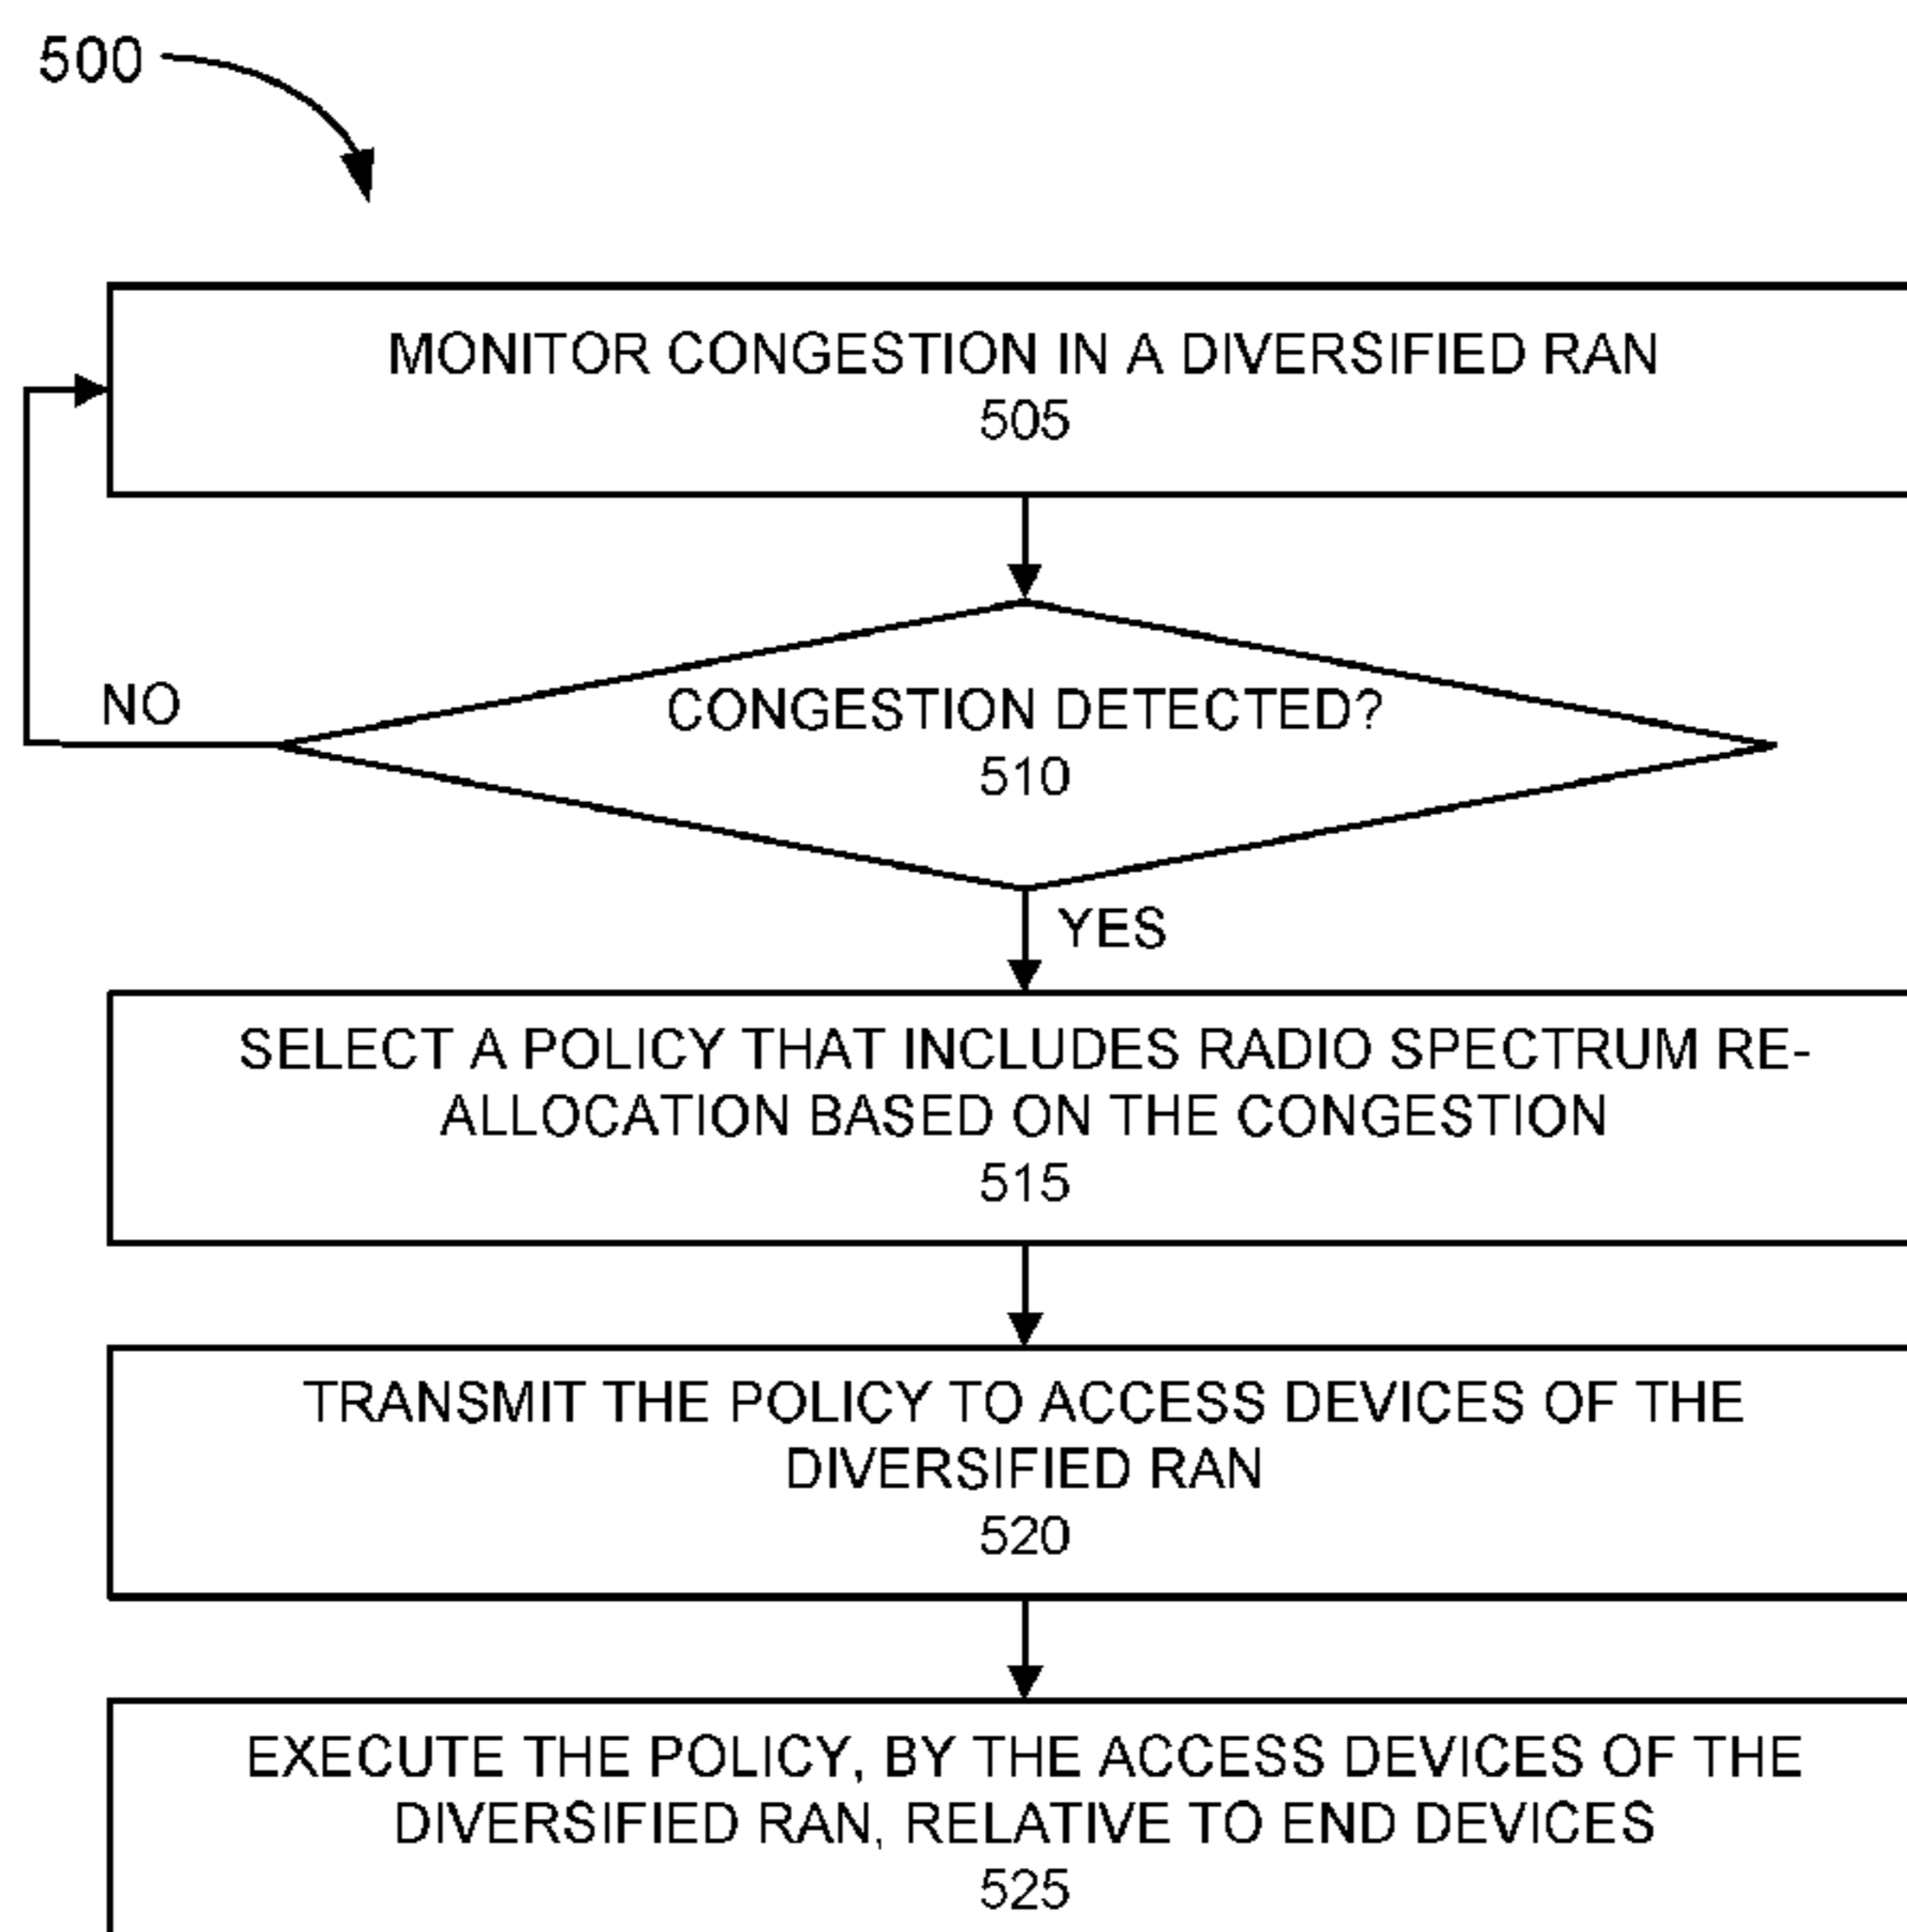 500
MONITOR CONGESTION IN A DIVERSIFIED RAN
505
CONGESTION DETECTED?
510
NO
YES
SELECT A POLICY THAT INCLUDES RADIO SPECTRUM RE-
ALLOCATION BASED ON THE CONGESTION
515
TRANSMIT THE POLICY TO ACCESS DEVICES OF THE
DIVERSIFIED RAN
520
EXECUTE THE POLICY, BY THE ACCESS DEVICES OF THE
DIVERSIFIED RAN, RELATIVE TO END DEVICES
525